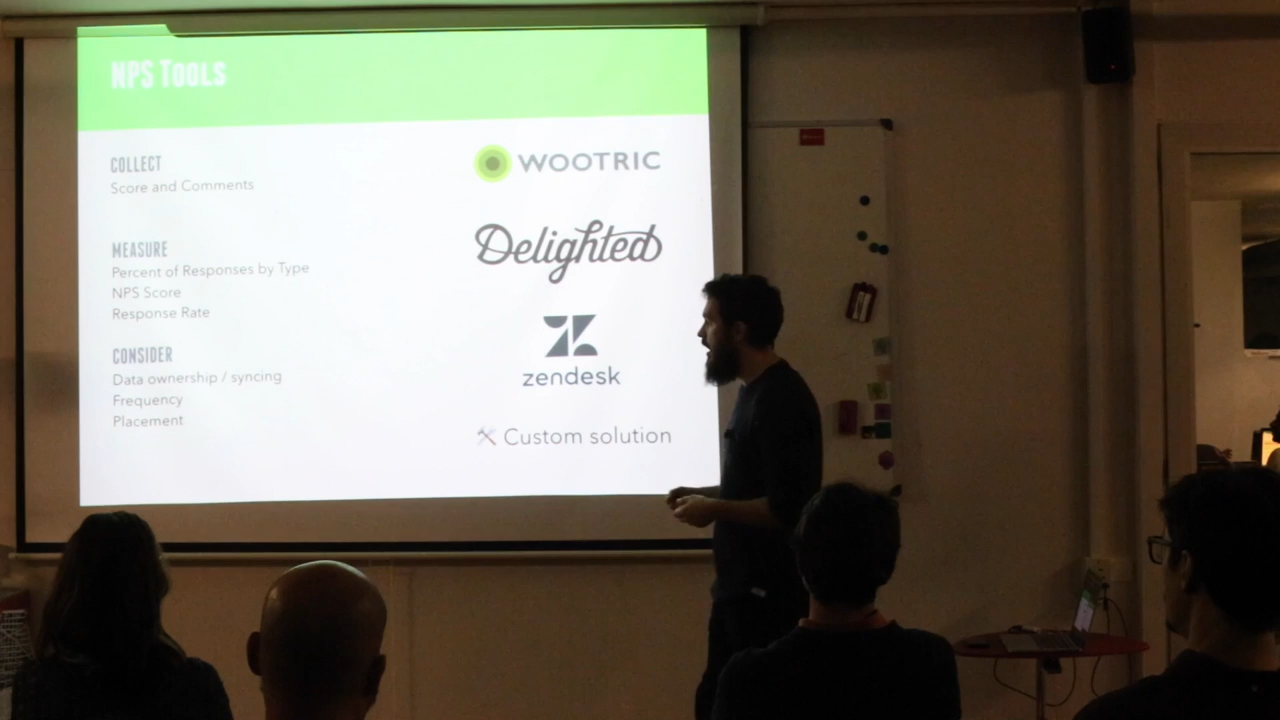 NPS Tools
COLLECT
Score and Comments
MEASURE
Percent of Responses by Type
NPS Score
Response Rate
CONSIDER
Data ownership / syncing
Frequency
Placement
WOOTRIC
Delighted
zendesk
Custom solution